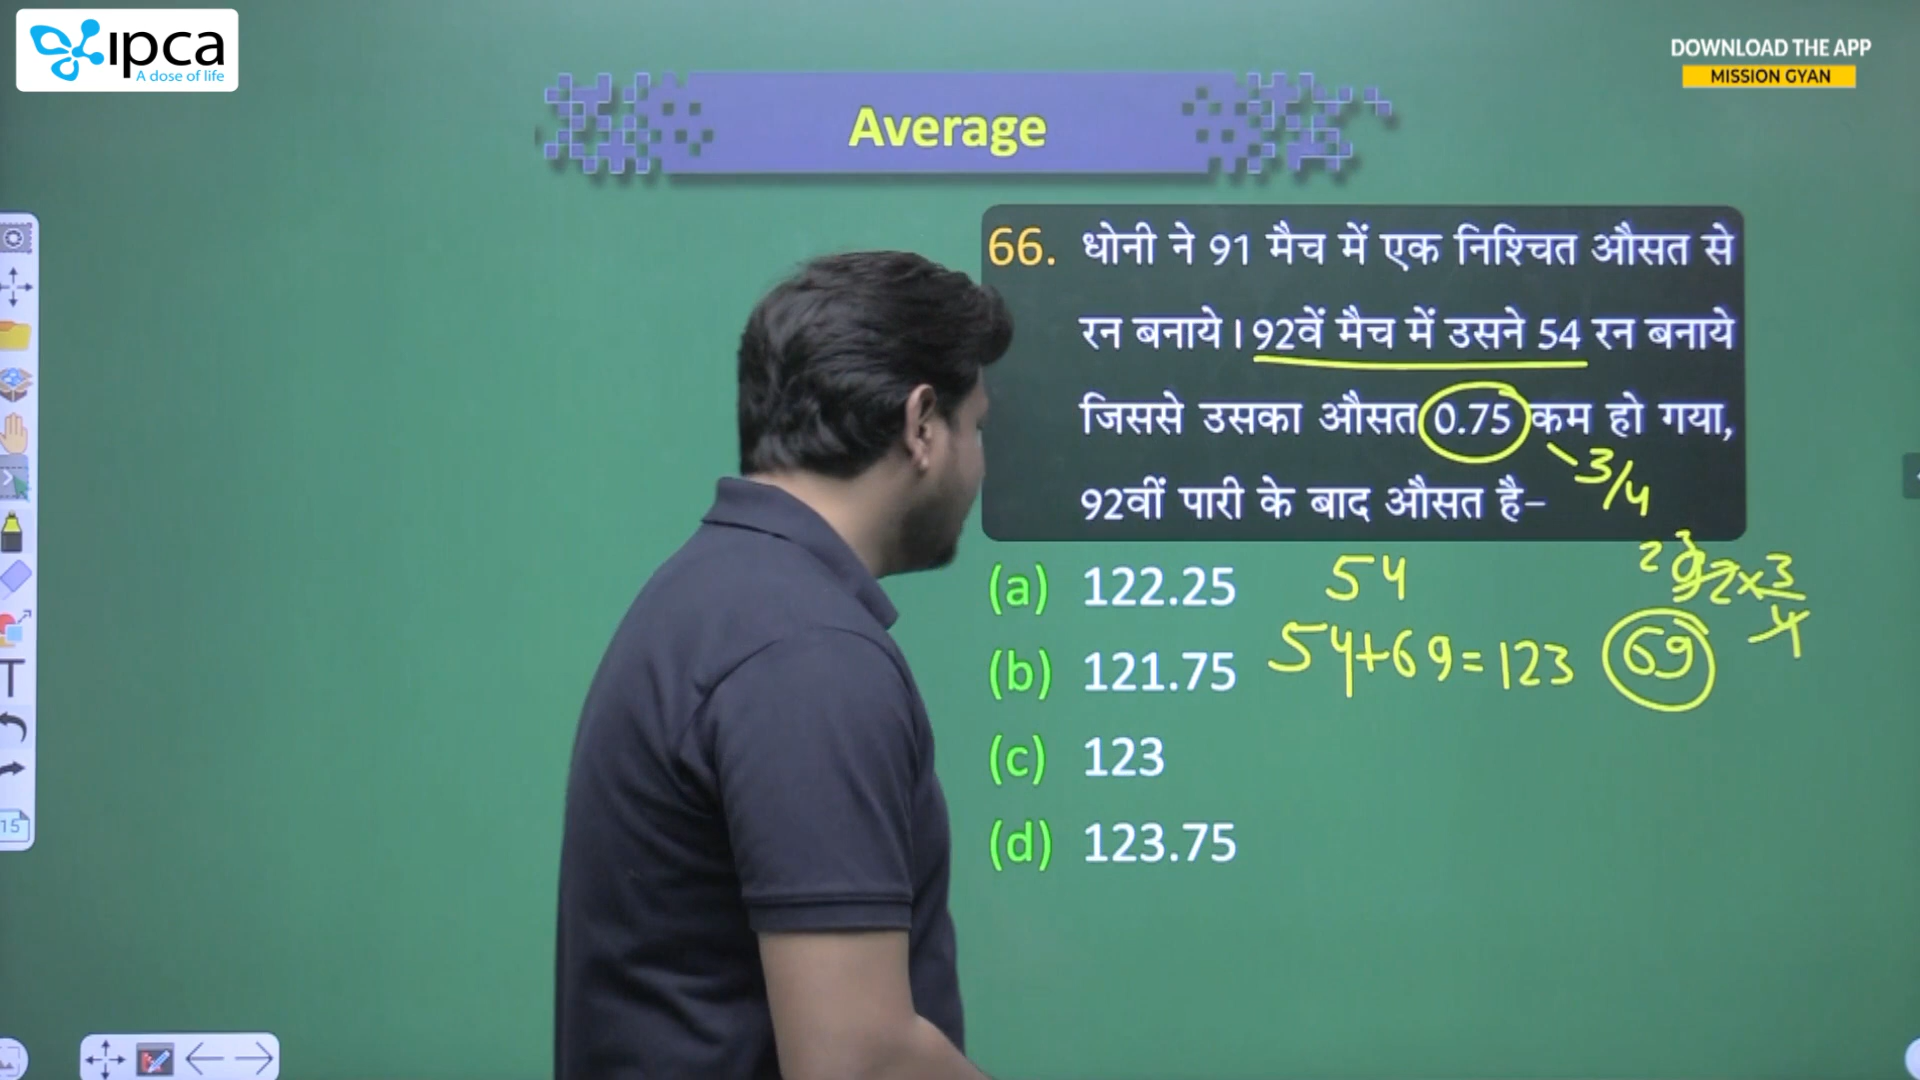 ipca
A dose of life
DOWNLOAD THE APP
MISSION GYAN
Average
66. धोनी ने 91 मैच में एक निश्चित औसत से
रन बनाये। 92वें मैच में उसने 54 रन बनाये
जिससे उसका औसत 0.75 कम हो गया,
3/4
92वीं पारी के बाद औसत है-
(a) 122.25
54
(b) 121.75
54+69=123
69
(c) 123
(d) 123.75
T
15